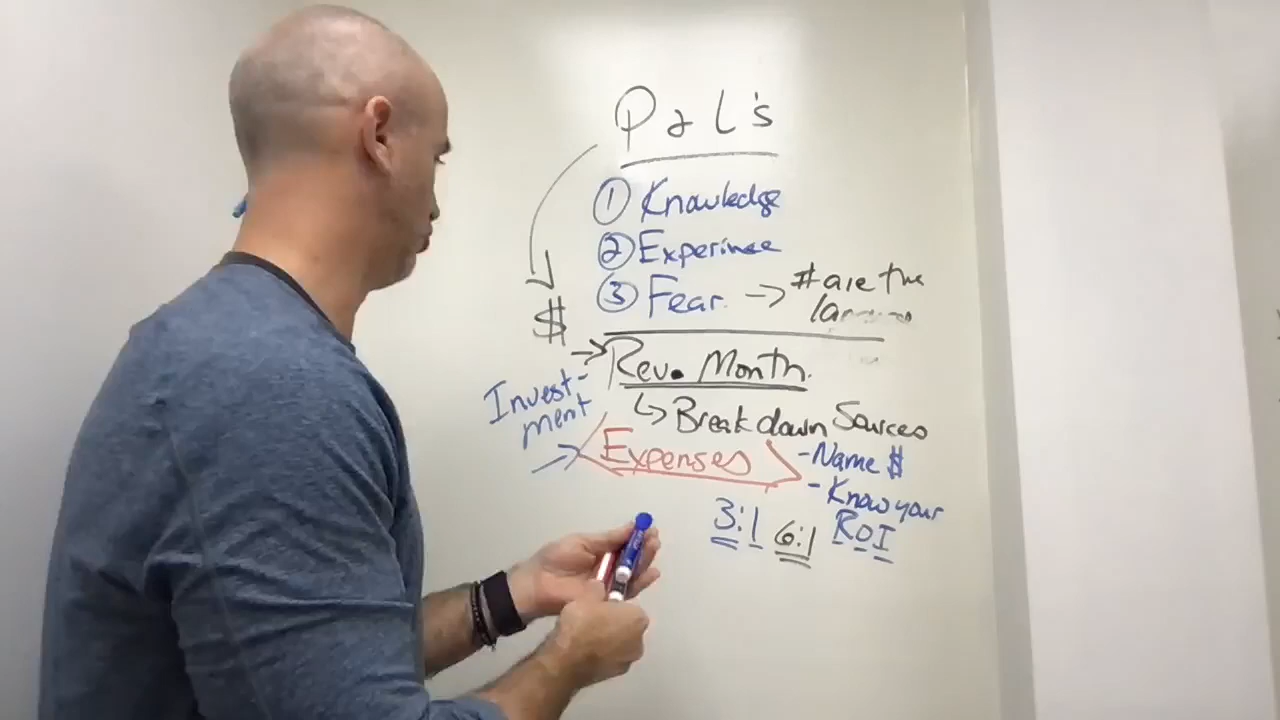 P & L's
① Knowledge
② Experince
③ Fear → # are the
$
→ Rev. Month.
Invest-
ment
↳ Breakdown Sources
Expenses
- Name $
- Know your
ROI
3:1 6:1